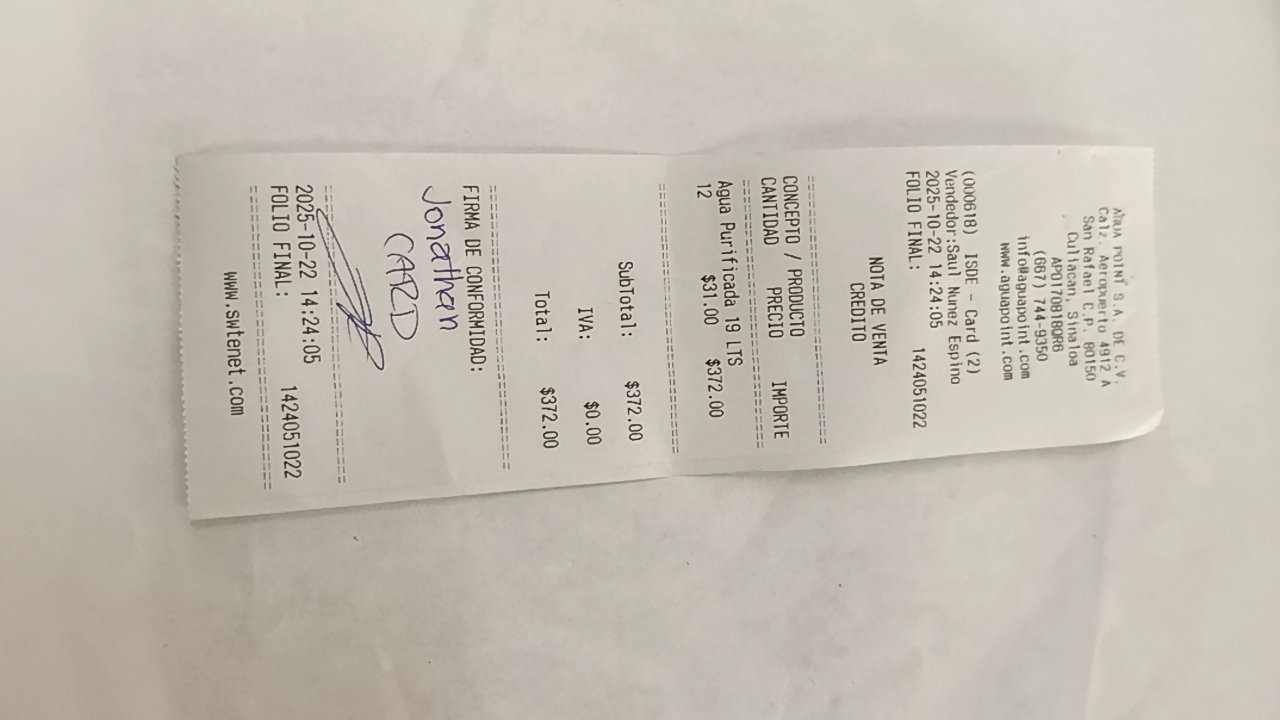 AGUA POINT S.A. DE C.V.
Calz. Aeropuerto 4912 A
San Rafael C.P. 80150
Culiacan, Sinaloa
.
APO170818QR6
(667) 744-9350
info@aguapoint.com
www.aguapoint.com
(000618) ISDE - Card (2)
Vendedor:Saul Nunez Espino
2025-10-22 14:24:05
FOLIO FINAL: 1424051022
NOTA DE VENTA
CREDITO
CONCEPTO / PRODUCTO
CANTIDAD PRECIO IMPORTE
Agua Purificada 19 LTS
12 $31.00 $372.00
SubTotal: $372.00
IVA: $0.00
Total: $372.00
FIRMA DE CONFORMIDAD:
Jonathan
CARD
2025-10-22 14:24:05
FOLIO FINAL: 1424051022
www.swtenet.com